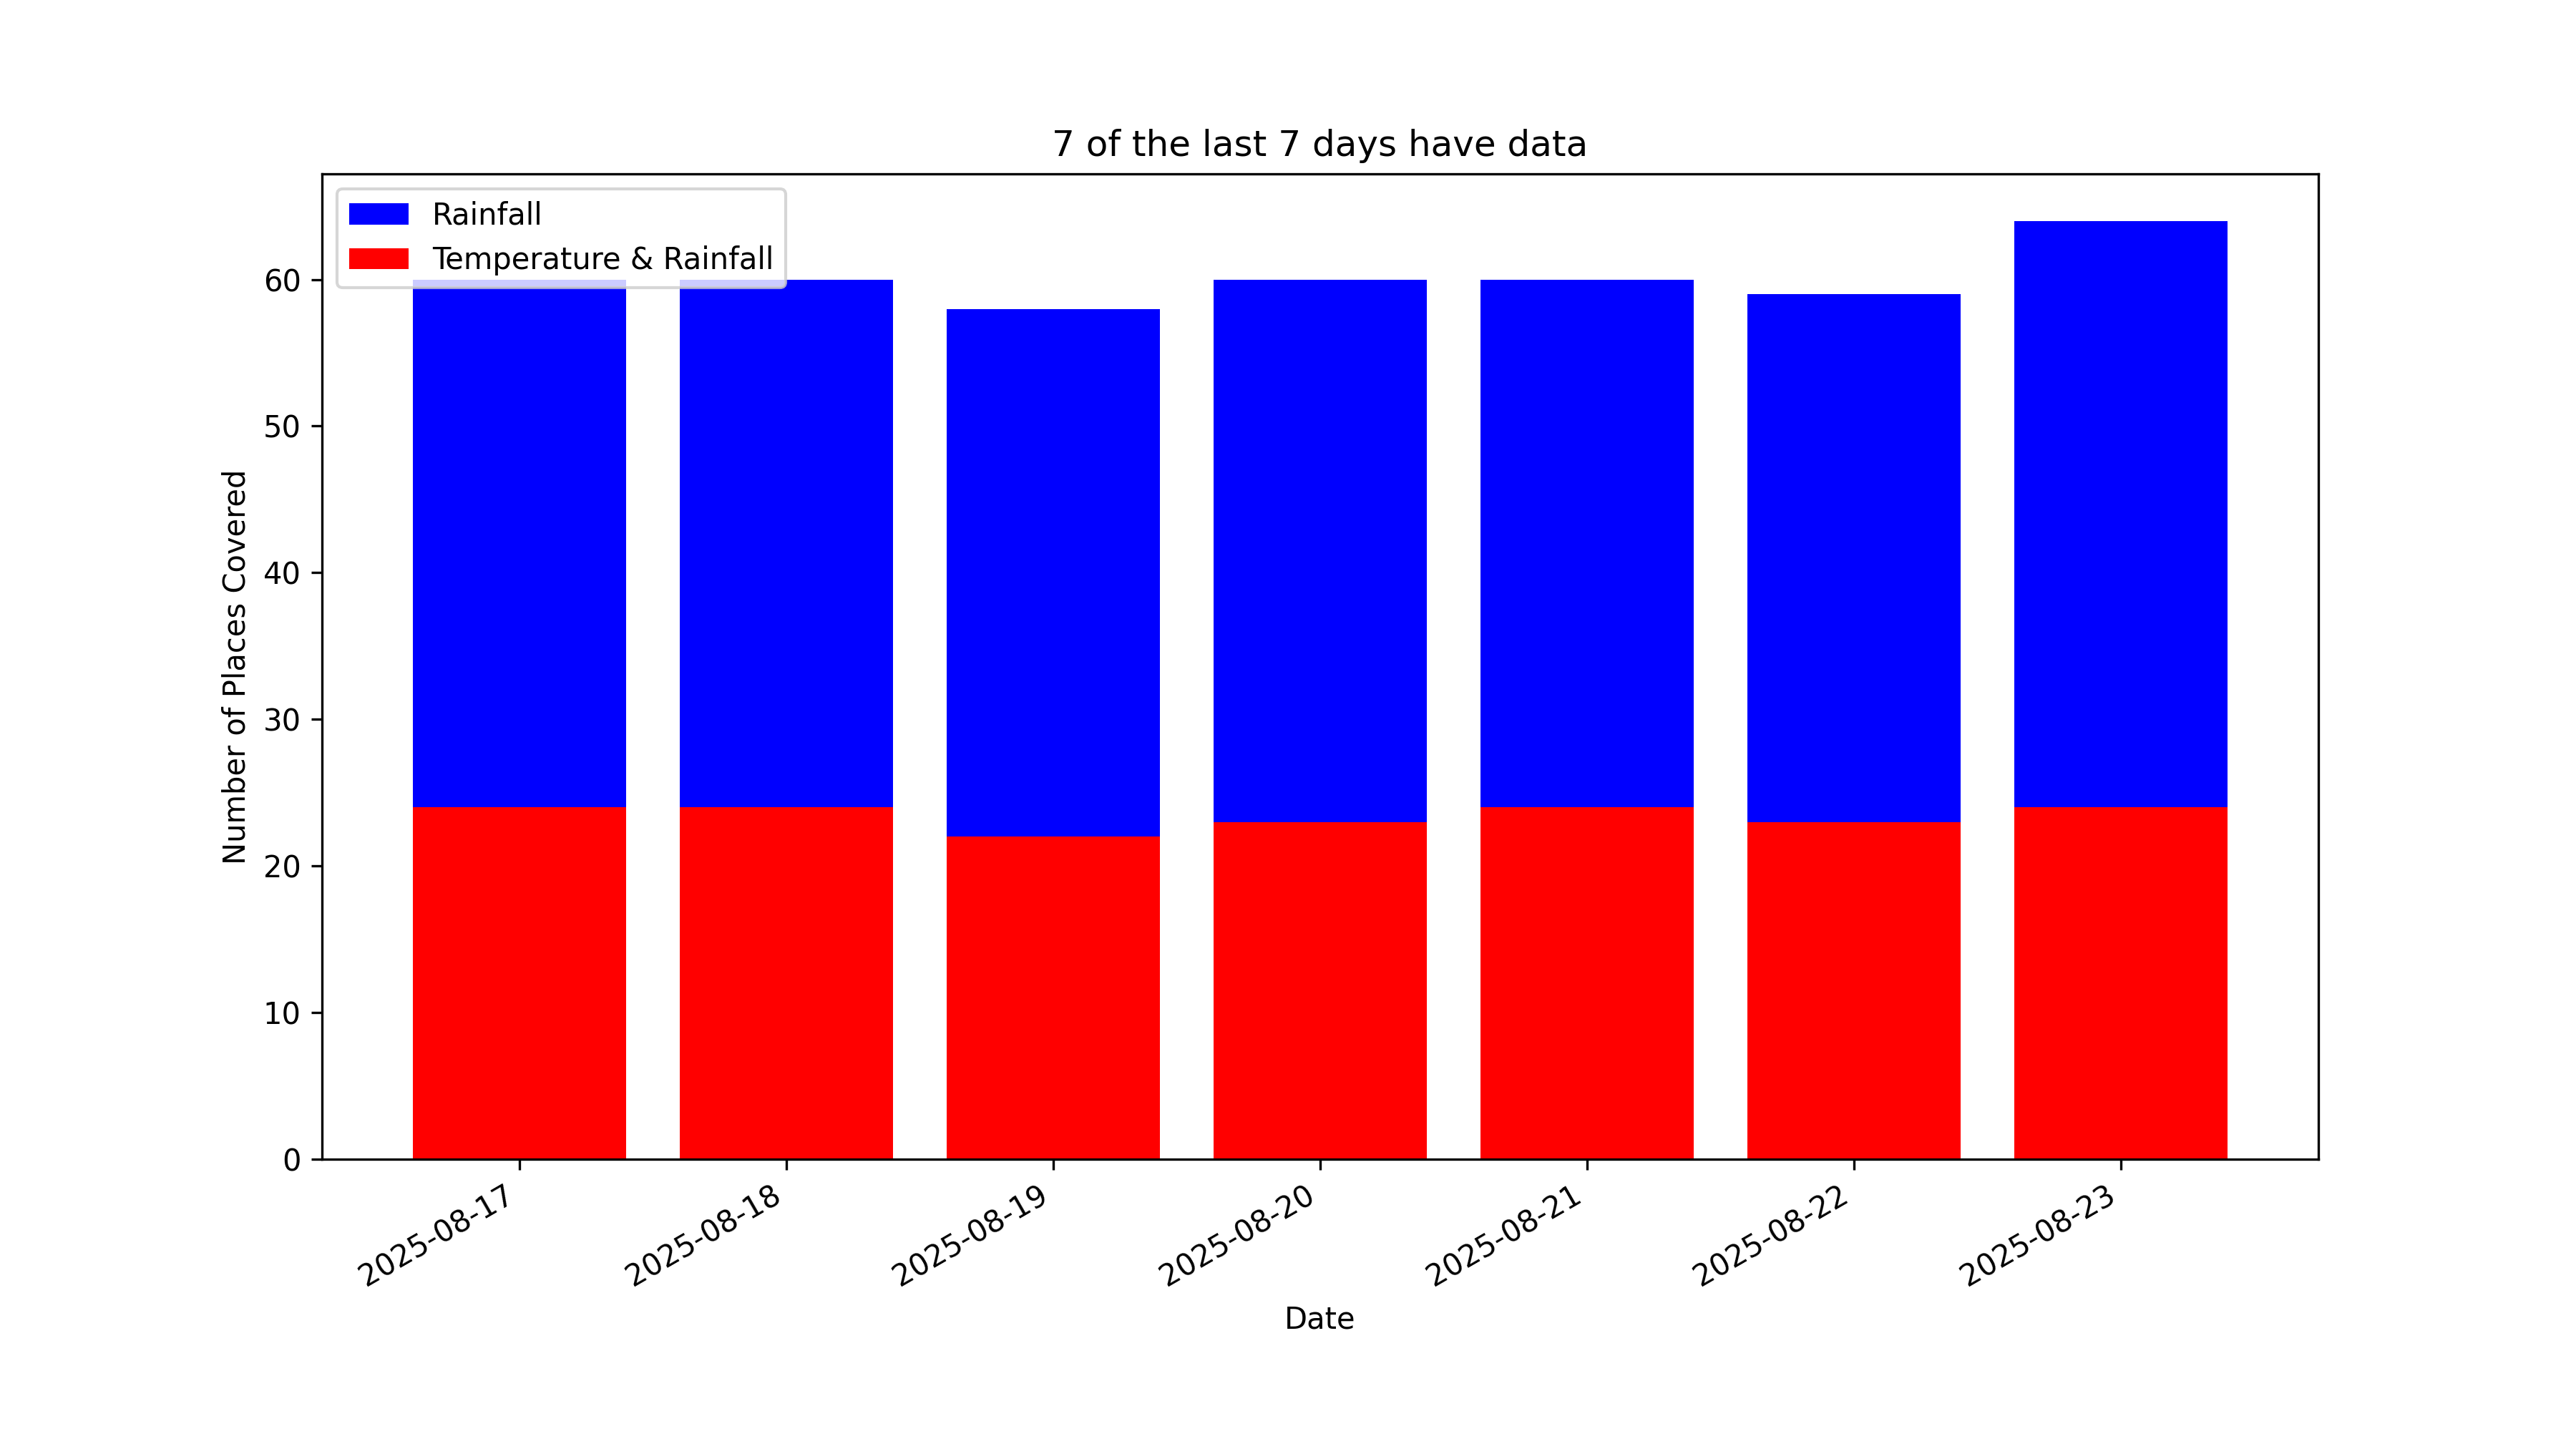 7 of the last 7 days have data
Rainfall
Temperature & Rainfall
Number of Places Covered
60
50
40
30
20
10
0
2025-08-17
2025-08-18
2025-08-19
2025-08-20
2025-08-21
2025-08-22
2025-08-23
Date